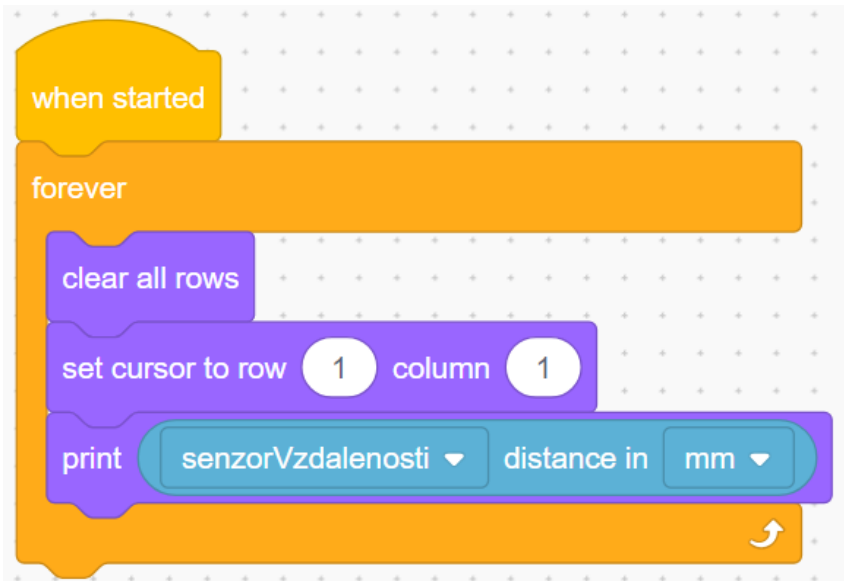 when started
forever
clear all rows
set cursor to row 1 column 1
print senzorVzdalenosti distance in mm